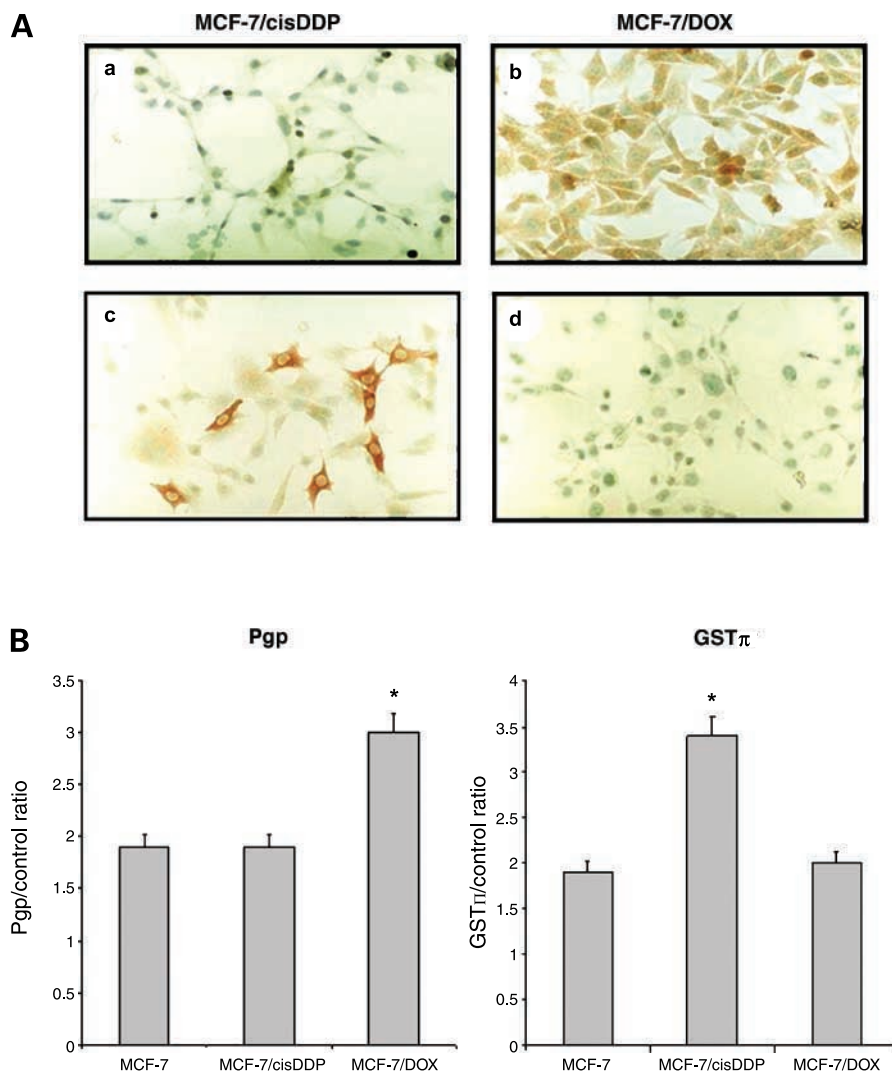 A
MCF-7/cisDDP
MCF-7/DOX
a
b
c
d
B
Pgp
Pgp/control ratio
3.5
3
2.5
2
1.5
1
0.5
0
*
MCF-7
MCF-7/cisDDP
MCF-7/DOX
GSTπ
GSTπ/control ratio
4
3.5
3
2.5
2
1.5
1
0.5
0
*
MCF-7
MCF-7/cisDDP
MCF-7/DOX